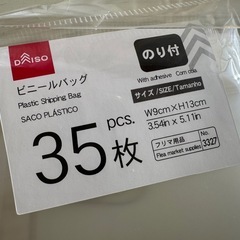 DAISO
のり付
With adhesive Com cola
ビニールバッグ
Plastic Shipping Bag
SACO PLÁSTICO
サイズ/SIZE/Tamanho
W9cm×H13cm
3.54in x 5.11in
35 pcs.
枚
フリマ用品
Flea market supplies
No.
3327